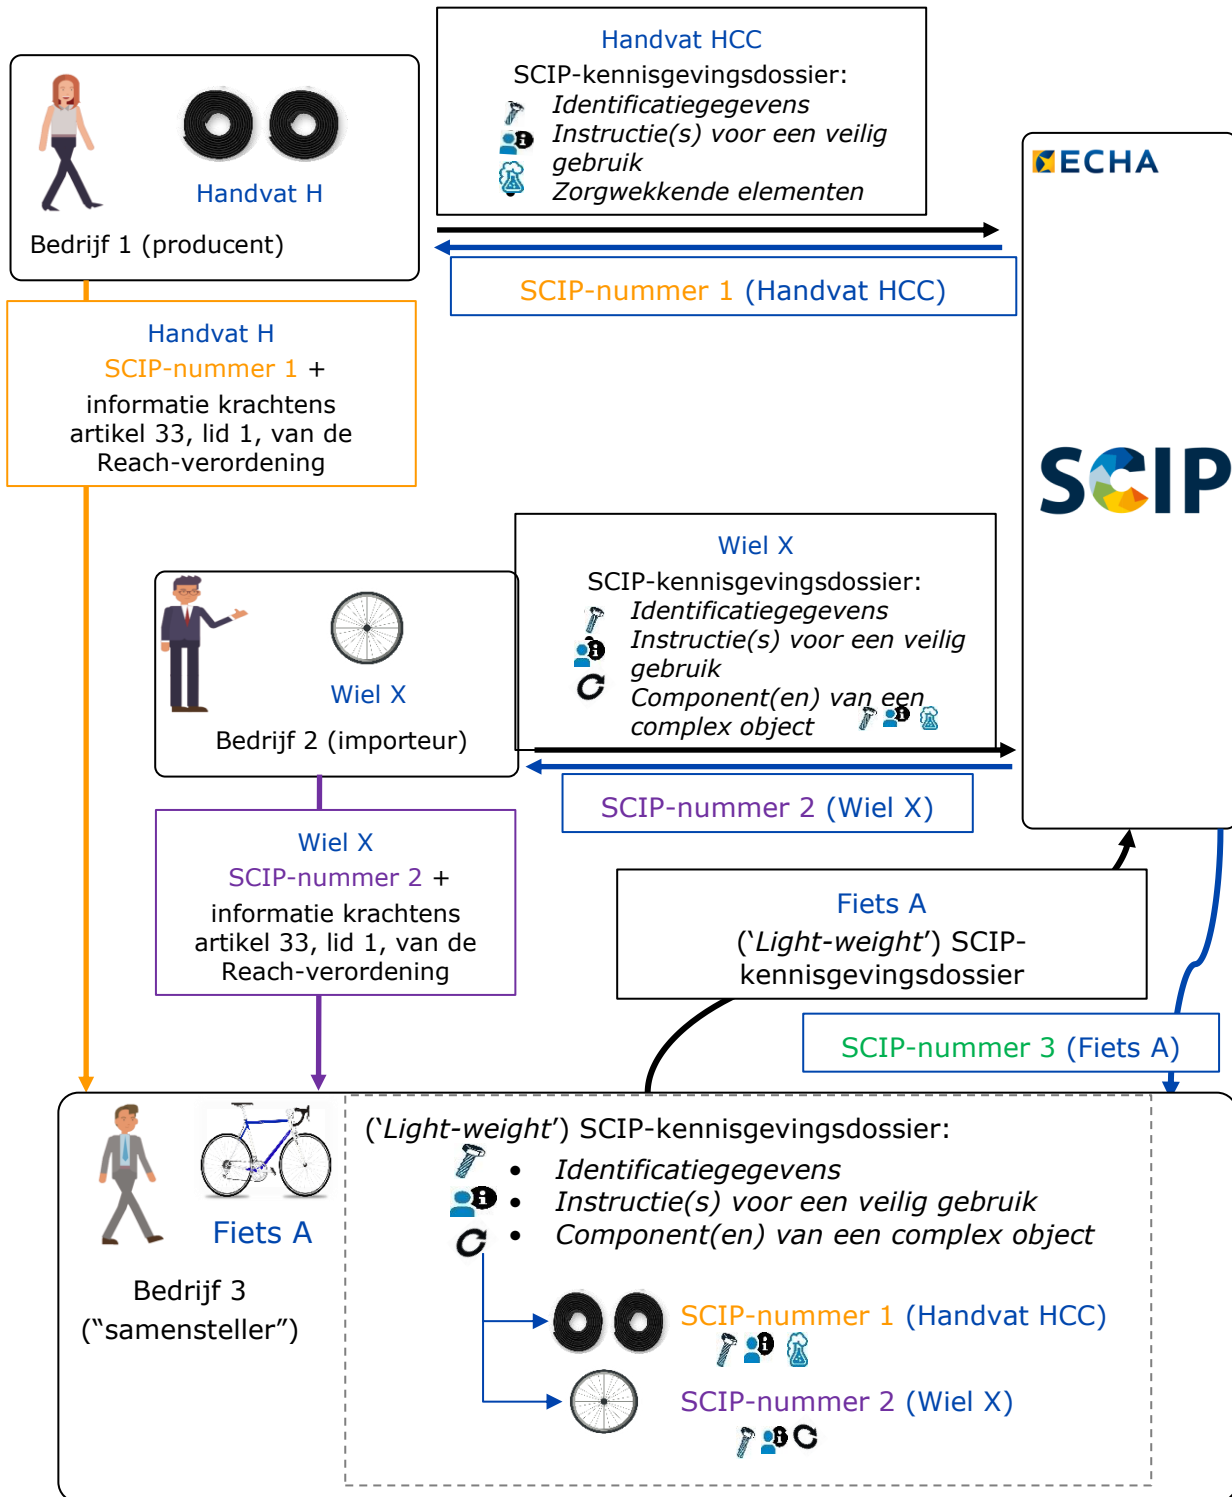 Handvat HCC
SCIP-kennisgevingsdossier:
Identificatiegegevens
Instructie(s) voor een veilig
gebruik
Zorgwekkende elementen
Handvat H
Bedrijf 1 (producent)
ECHA
SCIP-nummer 1 (Handvat HCC)
Handvat H
SCIP-nummer 1 +
informatie krachtens
artikel 33, lid 1, van de
Reach-verordening
SCIP
Wiel X
SCIP-kennisgevingsdossier:
Identificatiegegevens
Instructie(s) voor een veilig
gebruik
Component(en) van een
complex object
Wiel X
Bedrijf 2 (importeur)
SCIP-nummer 2 (Wiel X)
Wiel X
SCIP-nummer 2 +
informatie krachtens
artikel 33, lid 1, van de
Reach-verordening
Fiets A
(‘Light-weight’) SCIP-
kennisgevingsdossier
SCIP-nummer 3 (Fiets A)
Fiets A
Bedrijf 3
(“samensteller”)
(‘Light-weight’) SCIP-kennisgevingsdossier:
• Identificatiegegevens
• Instructie(s) voor een veilig gebruik
• Component(en) van een complex object
SCIP-nummer 1 (Handvat HCC)
SCIP-nummer 2 (Wiel X)